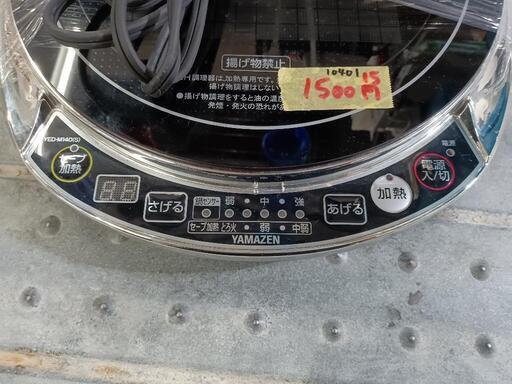 揚げ物禁止
IH調理器は加熱専用です。
揚げ物調理はしない
●揚げ物調理をすると油の温度
発煙・発火の恐れがあ
10401 15
1500円
YED-M140(S)
加熱
さげる
鍋センサー 弱 中 強
セーブ加熱 とろ火 弱 中弱
YAMAZEN
あげる
加熱
電源
電源
入/切